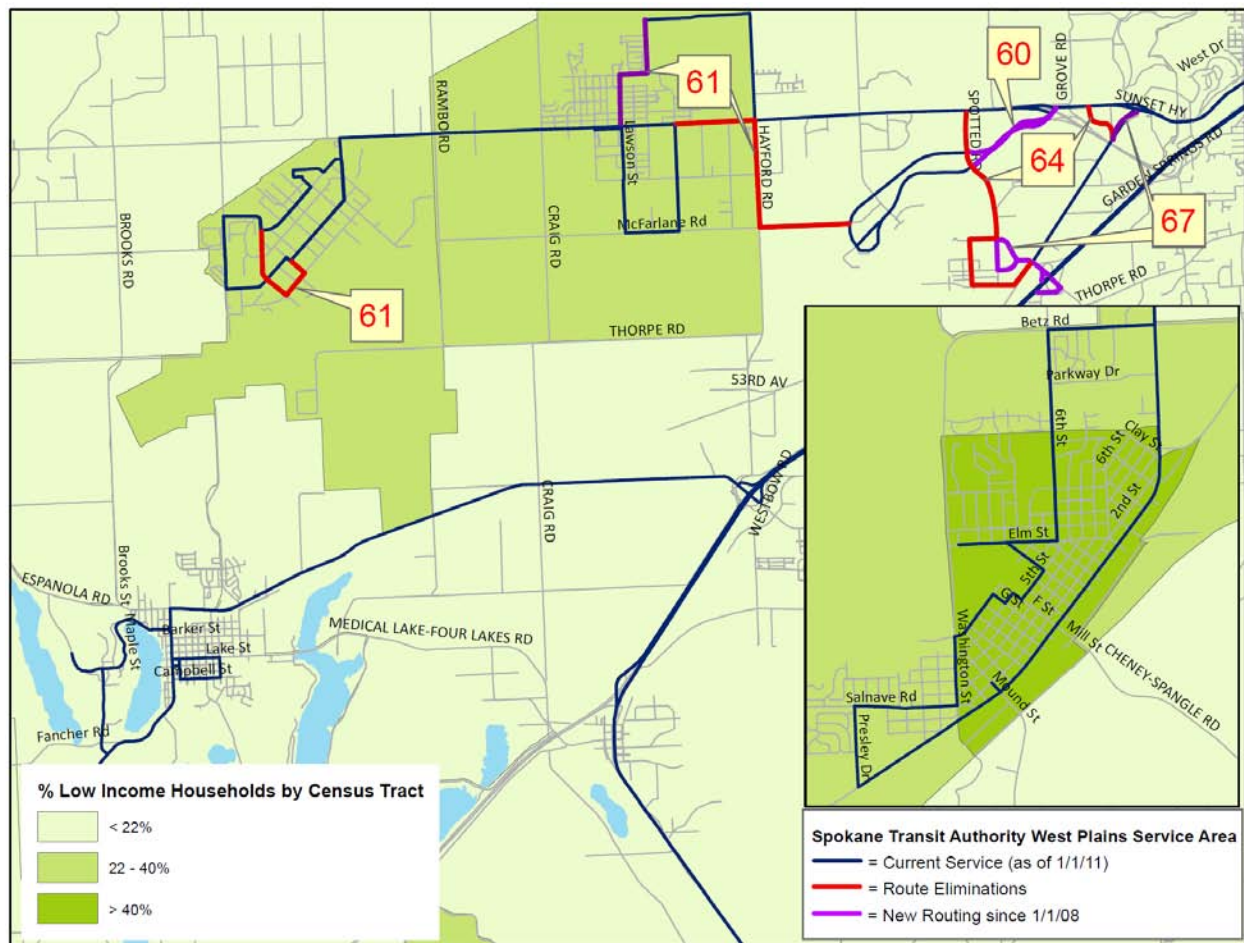 60
GROVE RD
West Dr
61
SUNSET HY
RAMBO RD
Lawson St
HAYFORD RD
SPOTTED RD
64
GARDEN SPRINGS RD
67
BROOKS RD
CRAIG RD
McFarlane Rd
61
THORPE RD
THORPE RD
53RD AV
Betz Rd
Parkway Dr
6th St
6th St
Clay St
2nd St
Elm St
5th St
G St
F St
Washington St
Mill St
CHENEY-SPANGLE RD
Mound St
Salnave Rd
Presley Dr
CRAIG RD
WESTBOW RD
ESPANOLA RD
Brooks St
Maple St
Barker St
Lake St
Campbell St
MEDICAL LAKE-FOUR LAKES RD
Fancher Rd
% Low Income Households by Census Tract
< 22%
22 - 40%
> 40%
Spokane Transit Authority West Plains Service Area
= Current Service (as of 1/1/11)
= Route Eliminations
= New Routing since 1/1/08